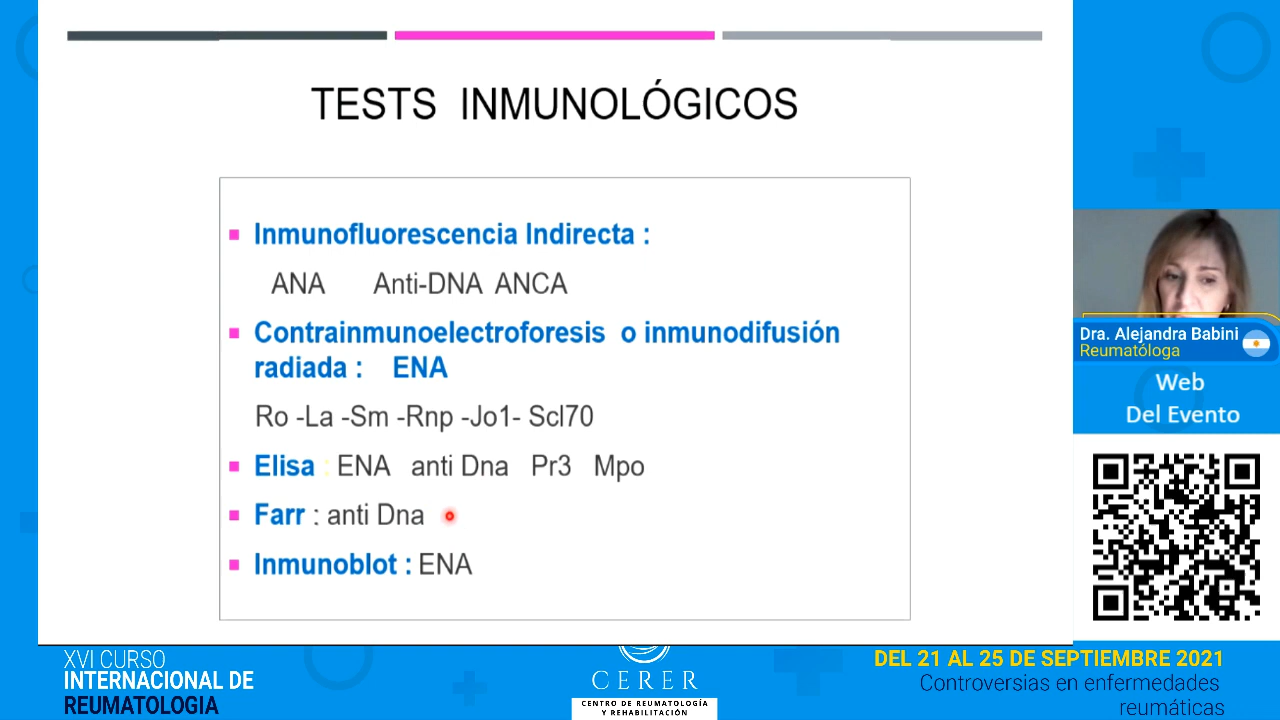 TESTS INMUNOLÓGICOS
Inmunofluorescencia Indirecta :
ANA Anti-DNA ANCA
Contrainmunoelectroforesis o inmunodifusión
radiada : ENA
Ro -La -Sm -Rnp -Jo1- Scl70
Elisa : ENA anti Dna Pr3 Mpo
Farr : anti Dna
Inmunoblot : ENA
Dra. Alejandra Babini
Reumatóloga
Web
Del Evento
XVI CURSO
INTERNACIONAL DE
REUMATOLOGIA
CERER
CENTRO DE REUMATOLOGÍA
Y REHABILITACIÓN
DEL 21 AL 25 DE SEPTIEMBRE 2021
Controversias en enfermedades
reumáticas